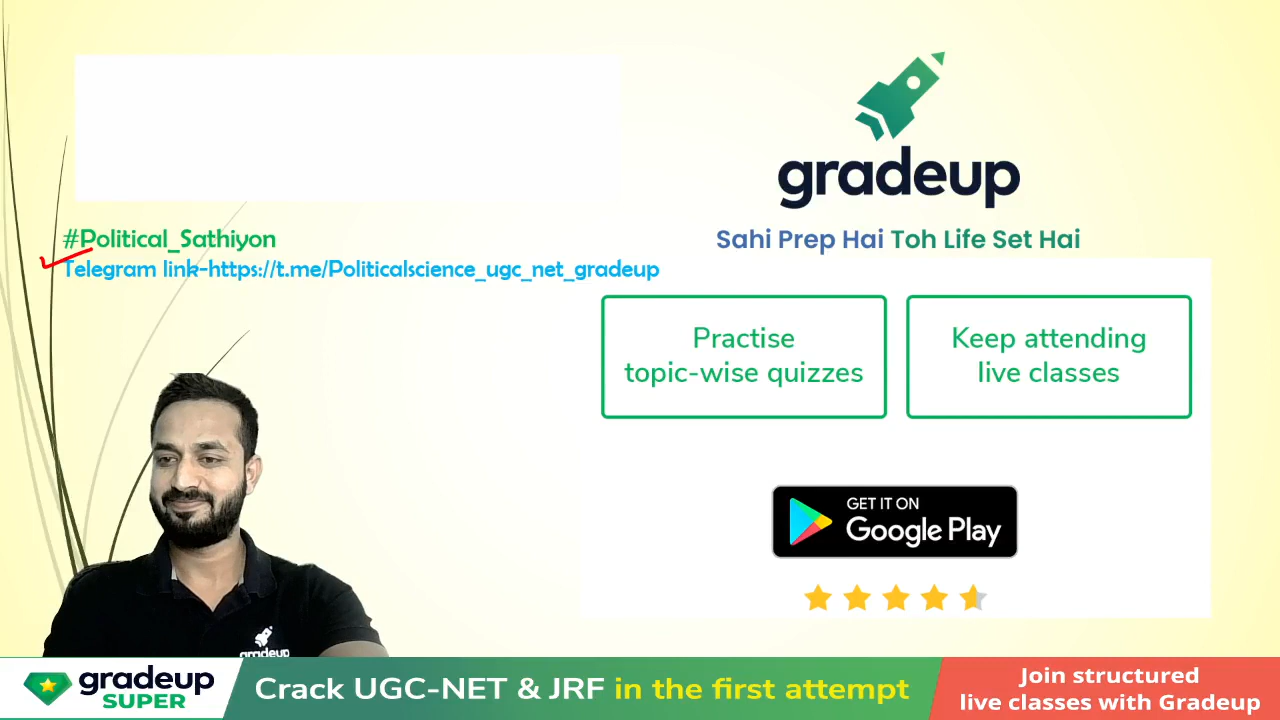 gradeup
Sahi Prep Hai Toh Life Set Hai
#Political_Sathiyon
Telegram link-https://t.me/Politicalscience_ugc_net_gradeup
Practise
topic-wise quizzes
Keep attending
live classes
GET IT ON
Google Play
gradeup
gradeup
SUPER
Crack UGC-NET & JRF in the first attempt
Join structured
live classes with Gradeup